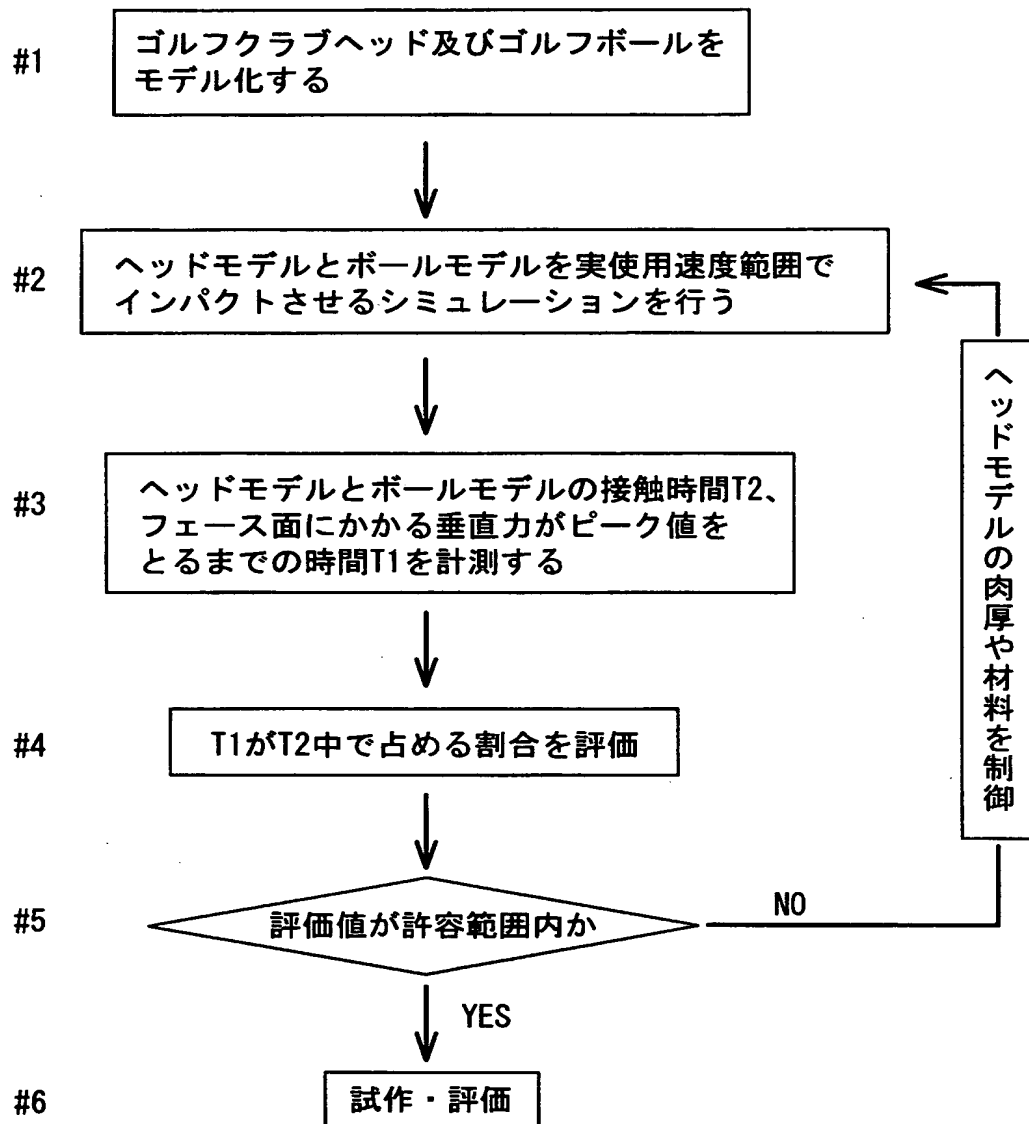 #1
ゴルフクラブヘッド及びゴルフボールを
モデル化する
#2
ヘッドモデルとボールモデルを実使用速度範囲で
インパクトさせるシミュレーションを行う
#3
ヘッドモデルとボールモデルの接触時間T2、
フェース面にかかる垂直力がピーク値を
とるまでの時間T1を計測する
#4
T1がT2中で占める割合を評価
#5
評価値が許容範囲内か
NO
ヘッドモデルの肉厚や材料を制御
YES
#6
試作・評価